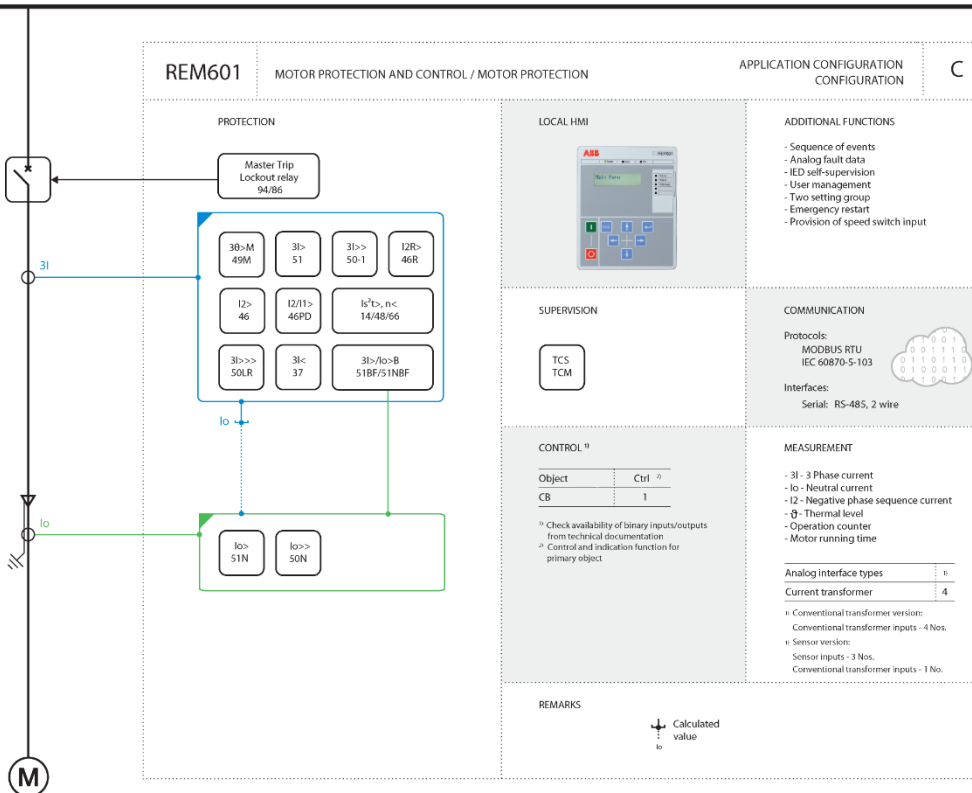 REM601
MOTOR PROTECTION AND CONTROL / MOTOR PROTECTION
APPLICATION CONFIGURATION
CONFIGURATION
C
PROTECTION
Master Trip
Lockout relay
94/86
3I
3θ>M
49M
3I>
51
3I>>
50-1
I2R>
46R
I2>
46
I2/I1>
46PD
Is²t>, n<
14/48/66
3I>>>
50LR
3I<
37
3I>/Io>B
51BF/51NBF
Io
Io
Io>
51N
Io>>
50N
M
LOCAL HMI
ABB
REM601
Main Menu
SUPERVISION
TCS
TCM
CONTROL ¹⁾
Object Ctrl ²⁾
CB 1
¹⁾ Check availability of binary inputs/outputs
from technical documentation
²⁾ Control and indication function for
primary object
ADDITIONAL FUNCTIONS
- Sequence of events
- Analog fault data
- IED self-supervision
- User management
- Two setting group
- Emergency restart
- Provision of speed switch input
COMMUNICATION
Protocols:
MODBUS RTU
IEC 60870-5-103
Interfaces:
Serial: RS-485, 2 wire
MEASUREMENT
- 3I - 3 Phase current
- Io - Neutral current
- I2 - Negative phase sequence current
- ϑ - Thermal level
- Operation counter
- Motor running time
Analog interface types ¹⁾
Current transformer 4
¹⁾ Conventional transformer version:
Conventional transformer inputs - 4 Nos.
¹⁾ Sensor version:
Sensor inputs - 3 Nos.
Conventional transformer inputs - 1 No.
REMARKS
Calculated
value
Io